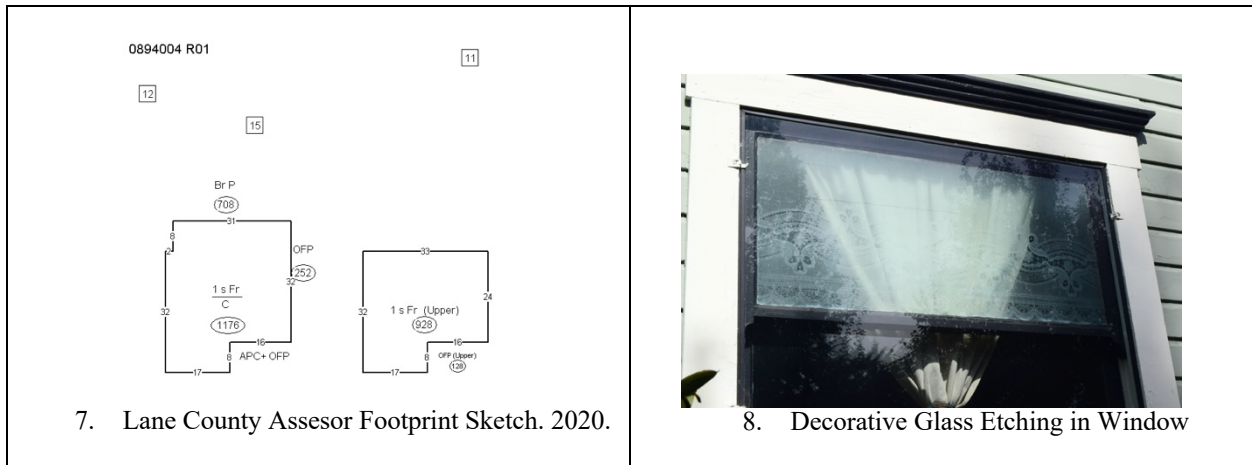 0894004 R01
11
12
15
Br P
708
31
8
2
OFP
252
32
32
1 s Fr
C
1176
16
8
APC+ OFP
17
33
32
24
1 s Fr (Upper)
928
16
8
OFP (Upper)
128
17
7. Lane County Assesor Footprint Sketch. 2020.
8. Decorative Glass Etching in Window